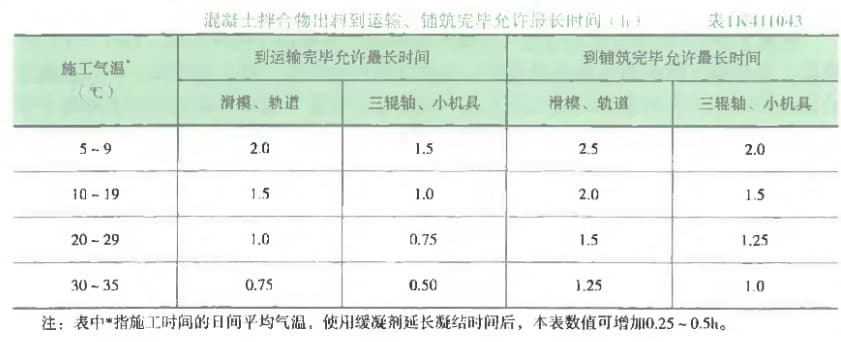 混凝土拌合物出料到运输、铺筑完毕允许最长时间（h） 表1K411043
施工气温* 到运输完毕允许最长时间 到铺筑完毕允许最长时间
（℃） 滑模、轨道 三辊轴、小机具 滑模、轨道 三辊轴、小机具
5~9 2.0 1.5 2.5 2.0
10~19 1.5 1.0 2.0 1.5
20~29 1.0 0.75 1.5 1.25
30~35 0.75 0.50 1.25 1.0
注：表中*指施工时间的日间平均气温，使用缓凝剂延长凝结时间后，本表数值可增加0.25~0.5h。